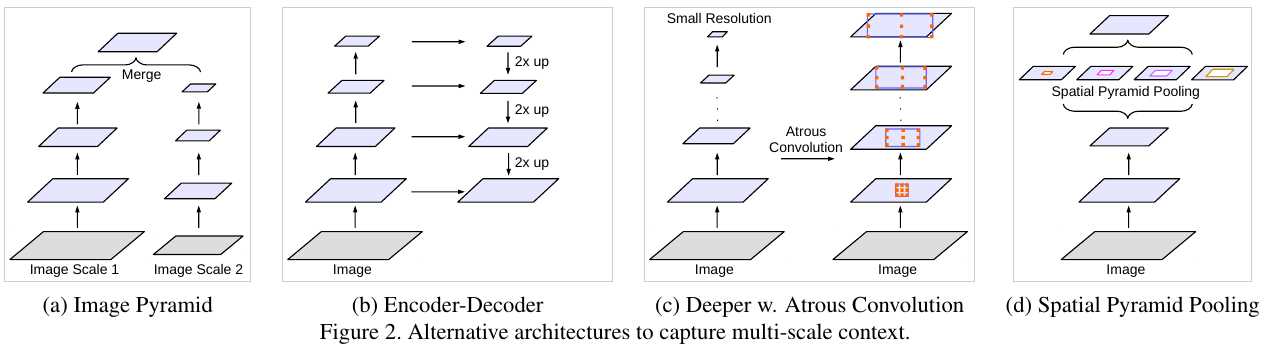 Merge
Image Scale 1
Image Scale 2
(a) Image Pyramid
2x up
2x up
2x up
Image
(b) Encoder-Decoder
Small Resolution
Atrous
Convolution
Image
Image
(c) Deeper w. Atrous Convolution
Spatial Pyramid Pooling
Image
(d) Spatial Pyramid Pooling
Figure 2. Alternative architectures to capture multi-scale context.